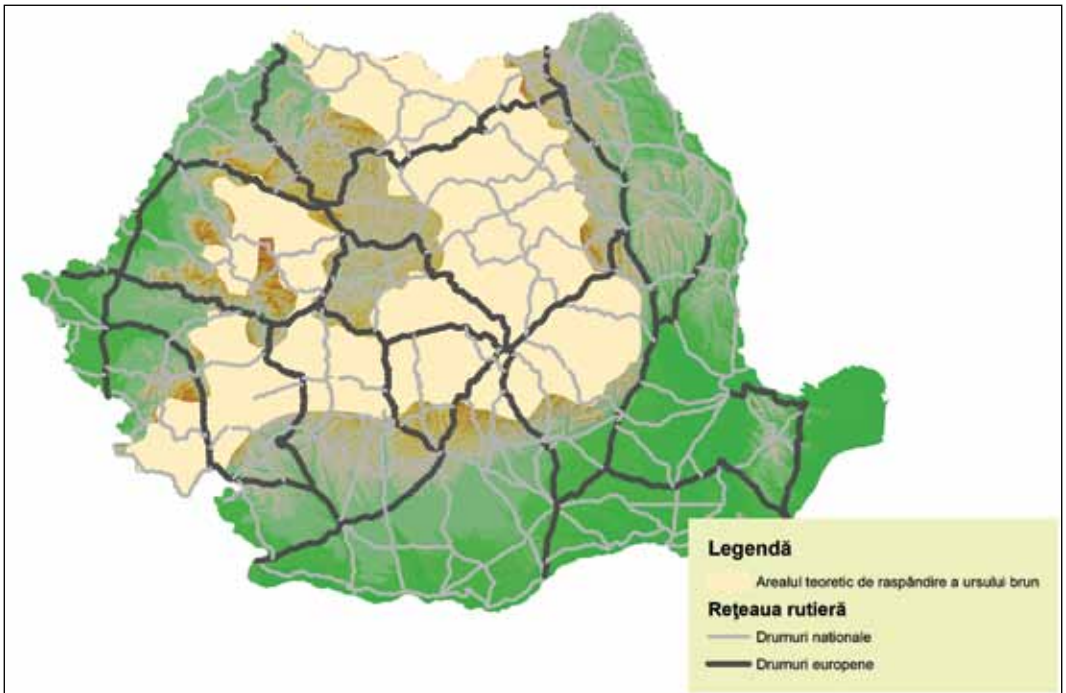 Legendă
Arealul teoretic de raspândire a ursului brun
Reţeaua rutieră
Drumuri nationale
Drumuri europene